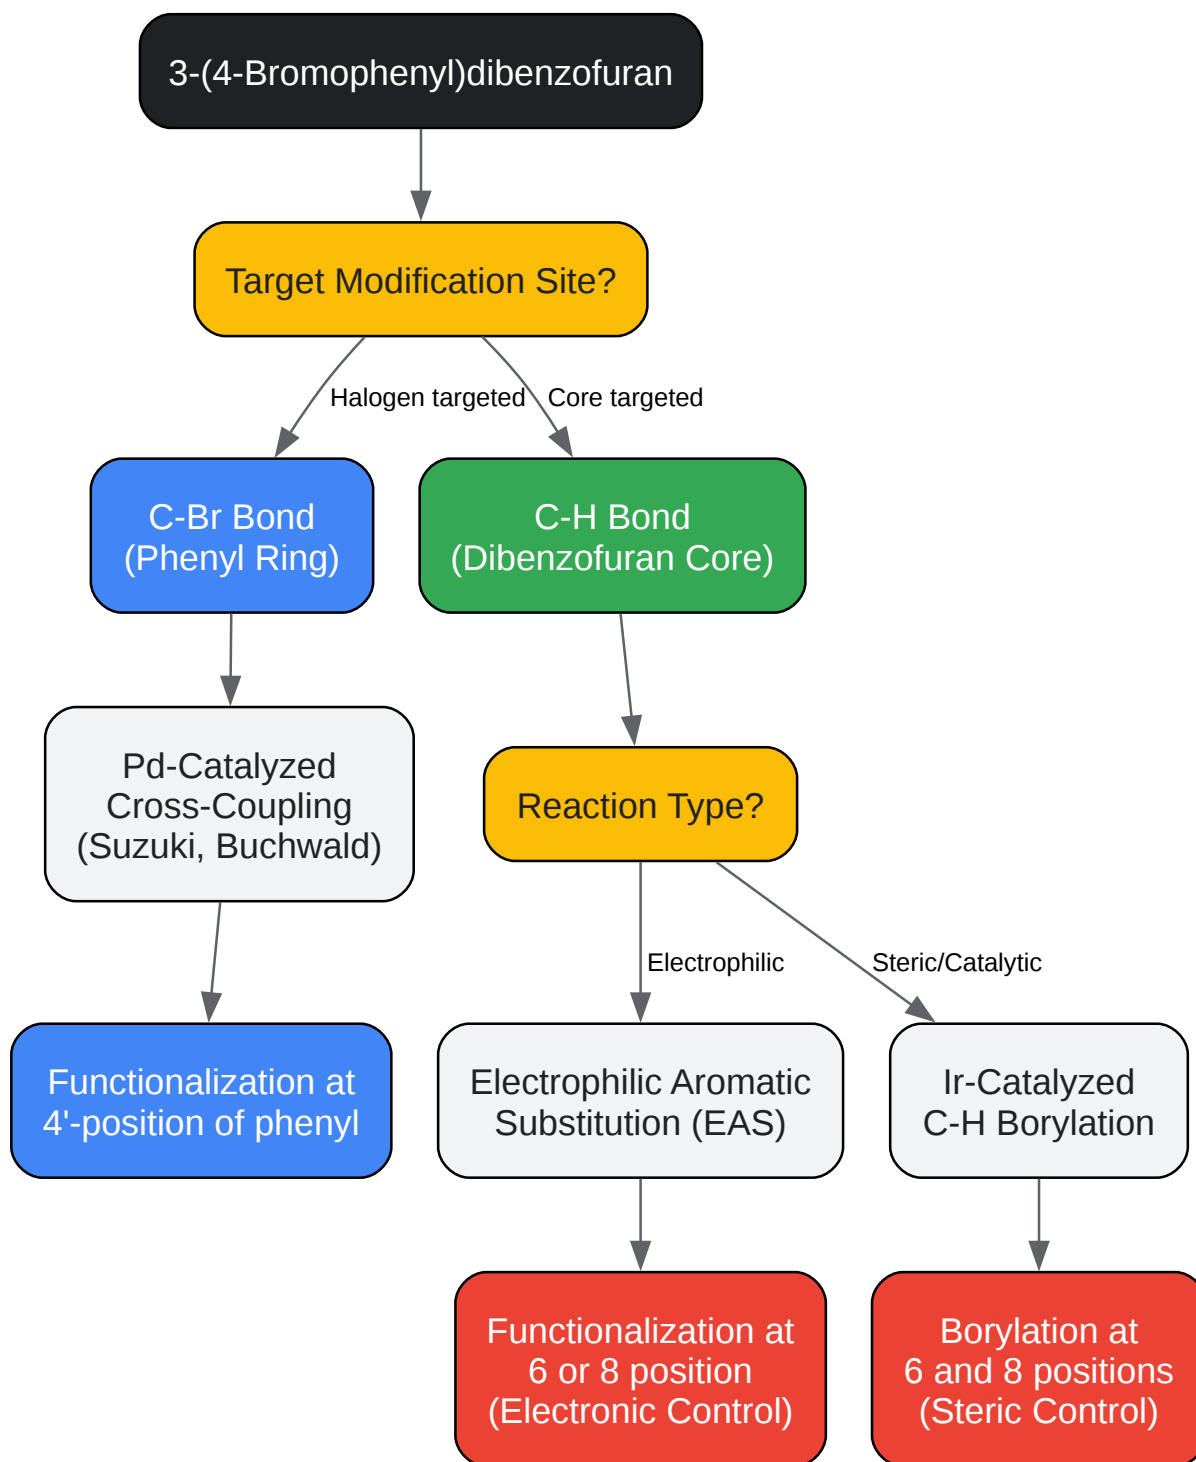 3-(4-Bromophenyl)dibenzofuran
Target Modification Site?
Halogen targeted
Core targeted
C-Br Bond
(Phenyl Ring)
C-H Bond
(Dibenzofuran Core)
Pd-Catalyzed
Cross-Coupling
(Suzuki, Buchwald)
Reaction Type?
Electrophilic
Steric/Catalytic
Functionalization at
4'-position of phenyl
Electrophilic Aromatic
Substitution (EAS)
Ir-Catalyzed
C-H Borylation
Functionalization at
6 or 8 position
(Electronic Control)
Borylation at
6 and 8 positions
(Steric Control)